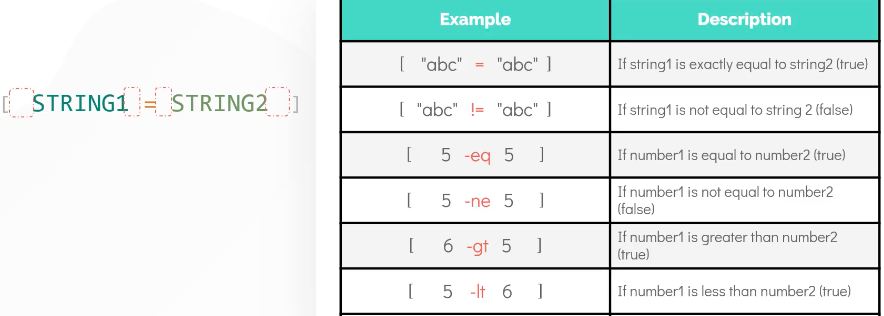 [ STRING1 = STRING2 ]
Example Description
[ "abc" = "abc" ] If string1 is exactly equal to string2 (true)
[ "abc" != "abc" ] If string1 is not equal to string 2 (false)
[ 5 -eq 5 ] If number1 is equal to number2 (true)
[ 5 -ne 5 ] If number1 is not equal to number2
(false)
[ 6 -gt 5 ] If number1 is greater than number2
(true)
[ 5 -lt 6 ] If number1 is less than number2 (true)